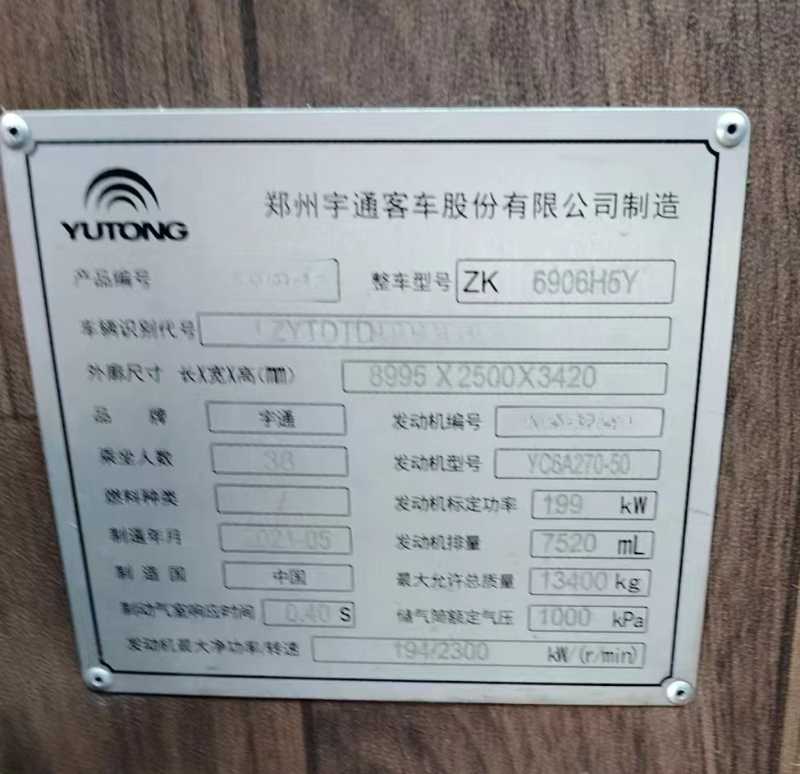 YUTONG
郑州宇通客车股份有限公司制造
产品编号 整车型号 ZK 6906H5Y
车辆识别代号
外廓尺寸 长X宽X高(mm) 8995X2500X3420
品牌 宇通 发动机编号
乘坐人数 38 发动机型号 YC6A270-50
燃料种类 / 发动机标定功率 199 kW
制造年月 2021-05 发动机排量 7520 mL
制造国 中国 最大允许总质量 13400 kg
制动气室响应时间 0.40 S 储气筒额定气压 1000 kPa
发动机最大净功率/转速 194/2300 kW/(r/min)